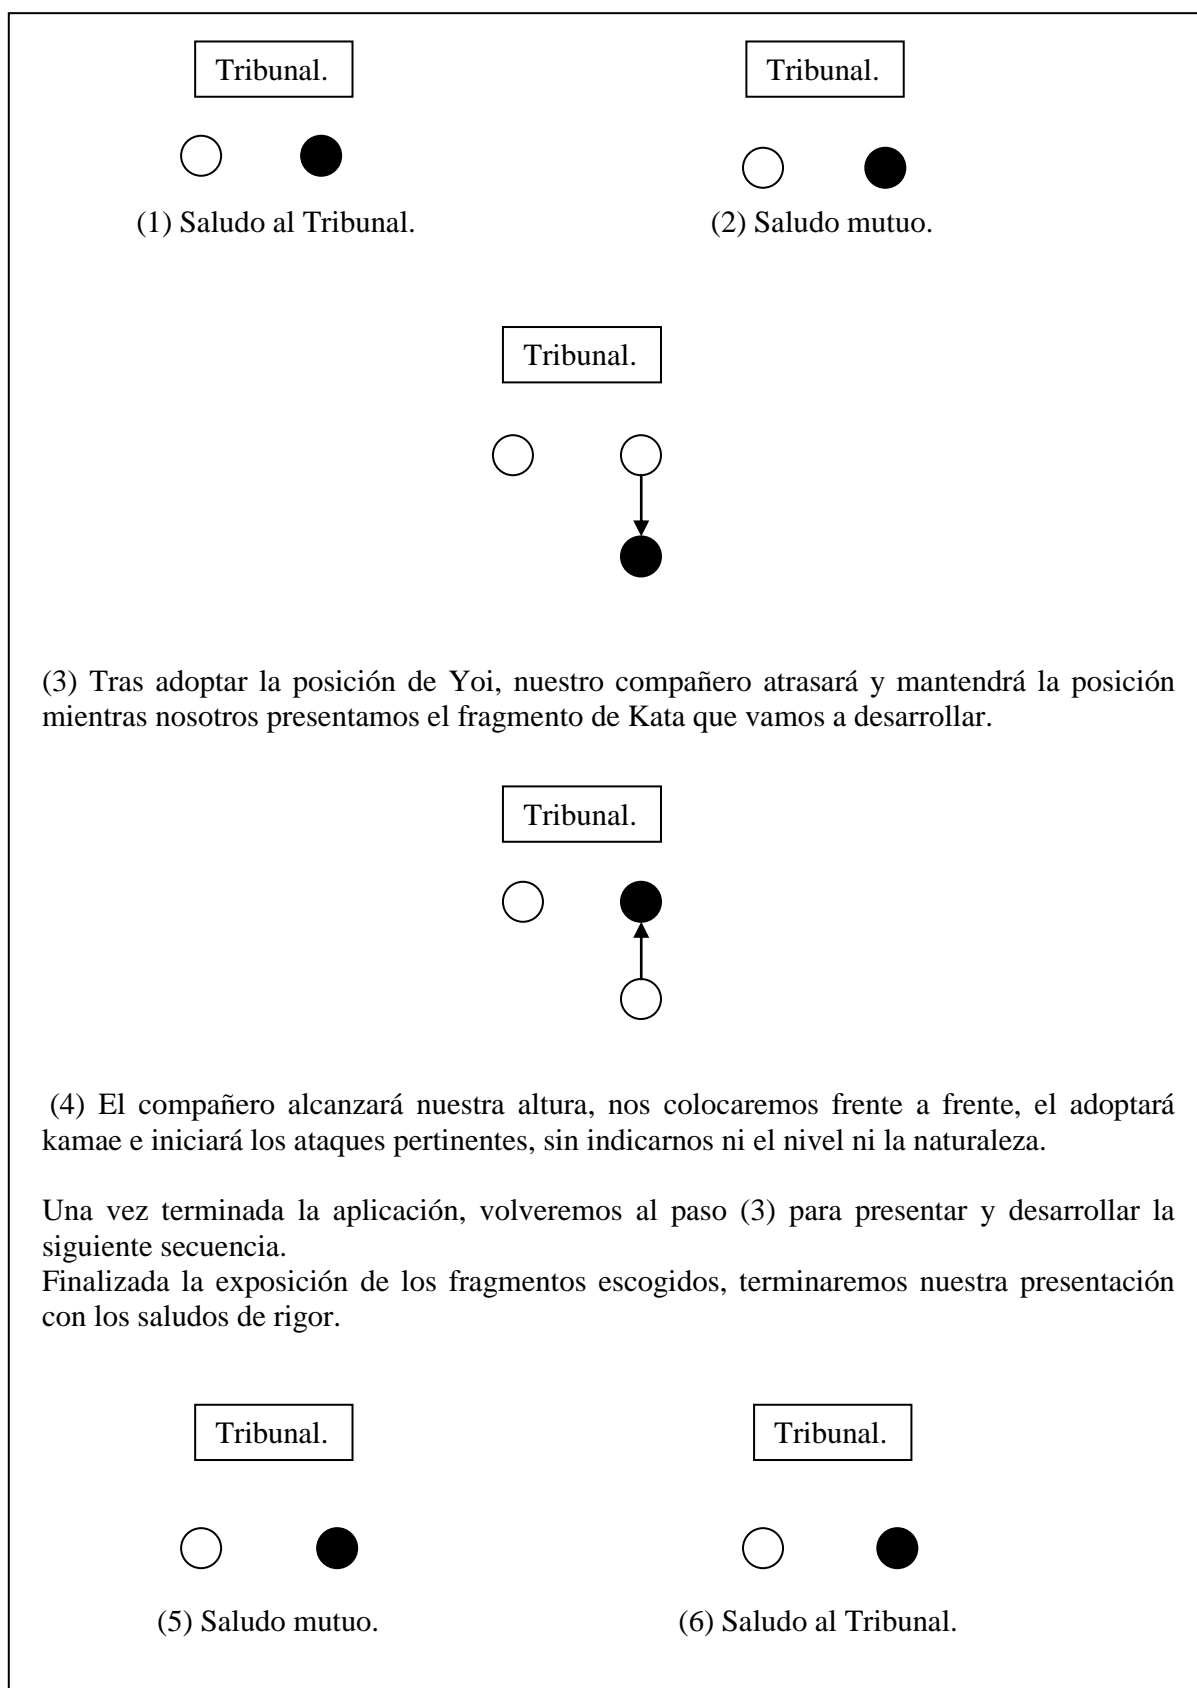 Tribunal.
Tribunal.
(1) Saludo al Tribunal.
(2) Saludo mutuo.
Tribunal.
(3) Tras adoptar la posición de Yoi, nuestro compañero atrasará y mantendrá la posición
mientras nosotros presentamos el fragmento de Kata que vamos a desarrollar.
Tribunal.
(4) El compañero alcanzará nuestra altura, nos colocaremos frente a frente, el adoptará
kamae e iniciará los ataques pertinentes, sin indicarnos ni el nivel ni la naturaleza.
Una vez terminada la aplicación, volveremos al paso (3) para presentar y desarrollar la
siguiente secuencia.
Finalizada la exposición de los fragmentos escogidos, terminaremos nuestra presentación
con los saludos de rigor.
Tribunal.
Tribunal.
(5) Saludo mutuo.
(6) Saludo al Tribunal.